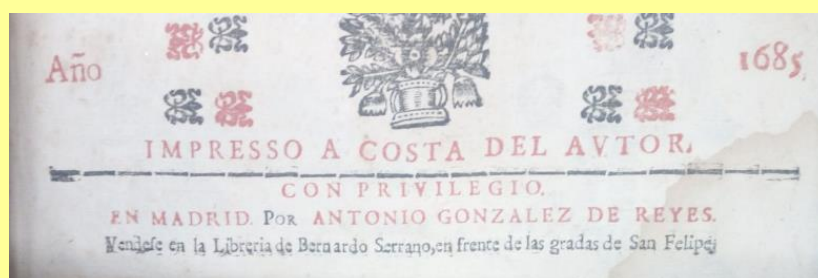 Año 1685.
IMPRESSO A COSTA DEL AVTOR.
CON PRIVILEGIO.
EN MADRID. POR ANTONIO GONZALEZ DE REYES.
Vendese en la Libreria de Bernardo Serrano, en frente de las gradas de San Felipe.